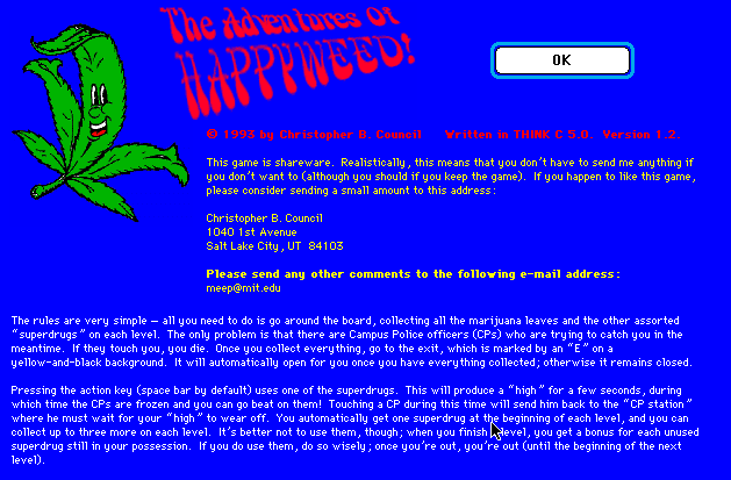 The Adventures Of
HAPPYWEED!
OK
© 1993 by Christopher B. Council Written in THINK C 5.0. Version 1.2.
This game is shareware. Realistically, this means that you don't have to send me anything if
you don't want to (although you should if you keep the game). If you happen to like this game,
please consider sending a small amount to this address:
Christopher B. Council
1040 1st Avenue
Salt Lake City, UT 84103
Please send any other comments to the following e-mail address:
meep@mit.edu
The rules are very simple – all you need to do is go around the board, collecting all the marijuana leaves and the other assorted
"superdrugs" on each level. The only problem is that there are Campus Police officers (CPs) who are trying to catch you in the
meantime. If they touch you, you die. Once you collect everything, go to the exit, which is marked by an "E" on a
yellow-and-black background. It will automatically open for you once you have everything collected; otherwise it remains closed.
Pressing the action key (space bar by default) uses one of the superdrugs. This will produce a "high" for a few seconds, during
which time the CPs are frozen and you can go beat on them! Touching a CP during this time will send him back to the "CP station"
where he must wait for your "high" to wear off. You automatically get one superdrug at the beginning of each level, and you can
collect up to three more on each level. It's better not to use them, though; when you finish level, you get a bonus for each unused
superdrug still in your possession. If you do use them, do so wisely; once you're out, you're out (until the beginning of the next
level).